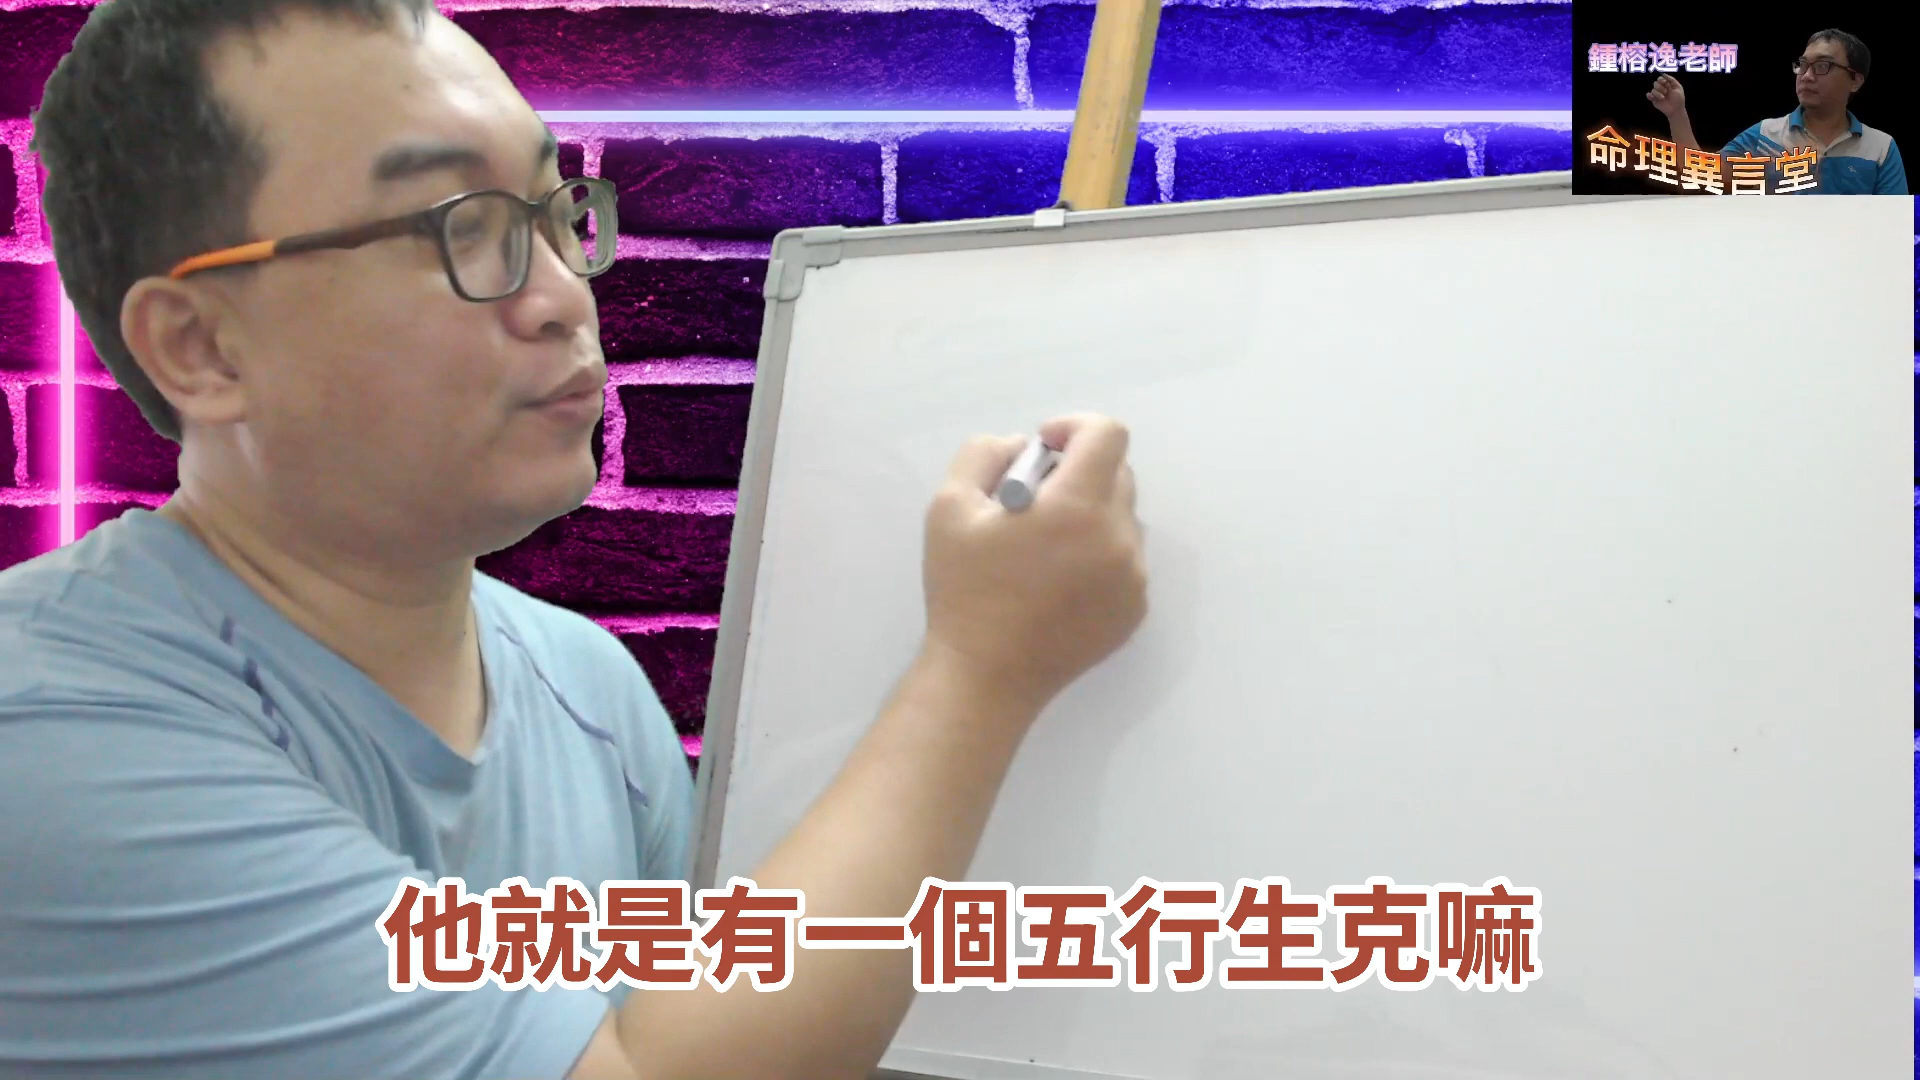 鍾榕逸老師
命理異言堂
他就是有一個五行生克嘛